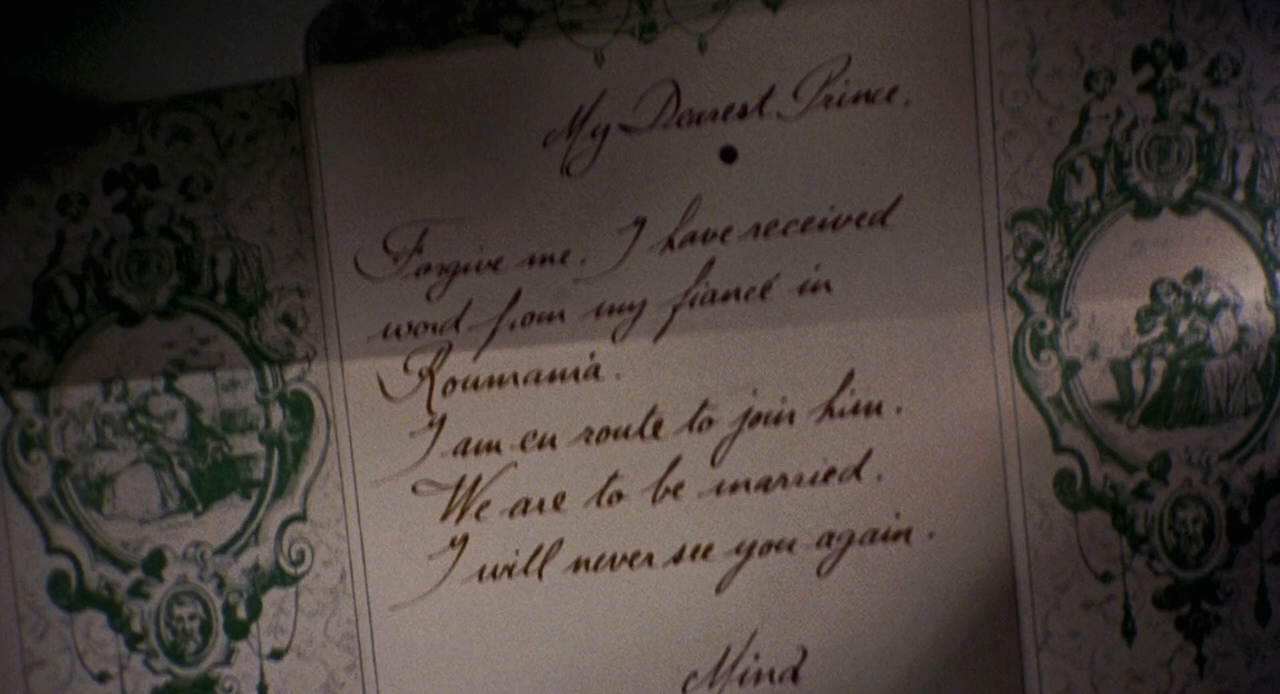 My Dearest Prince.
Forgive me. I have received
word from my fiancé in
Roumania.
I am en route to join him.
We are to be married.
I will never see you again.
Mina